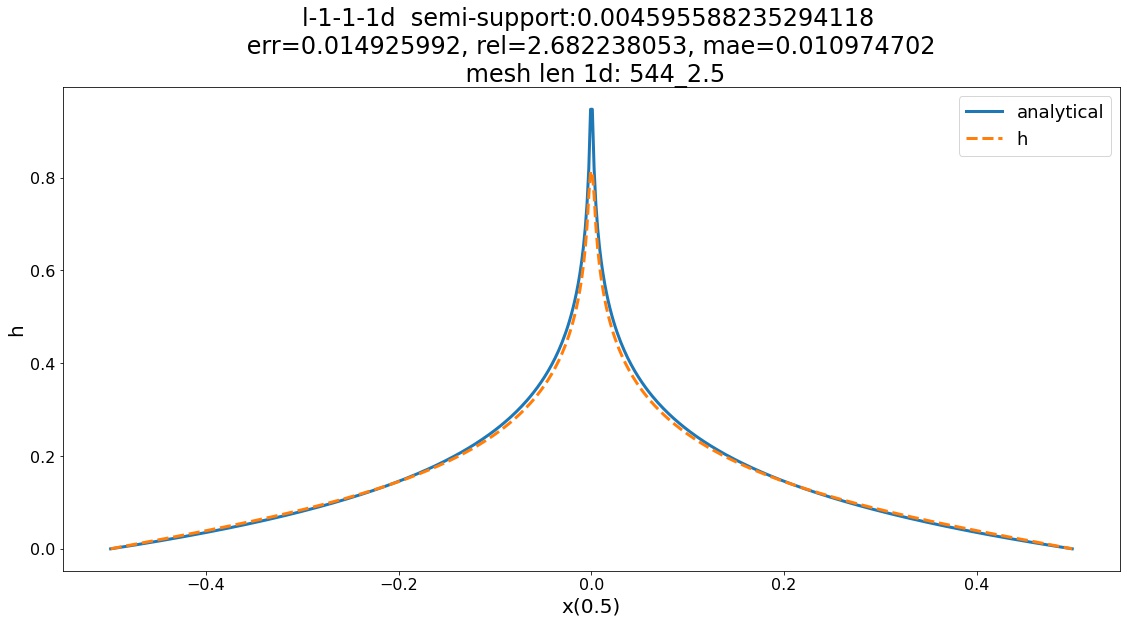 l-1-1-1d  semi-support:0.004595588235294118
err=0.014925992, rel=2.682238053, mae=0.010974702
mesh len 1d: 544_2.5
analytical
h
h
0.8
0.6
0.4
0.2
0.0
−0.4
−0.2
0.0
0.2
0.4
x(0.5)